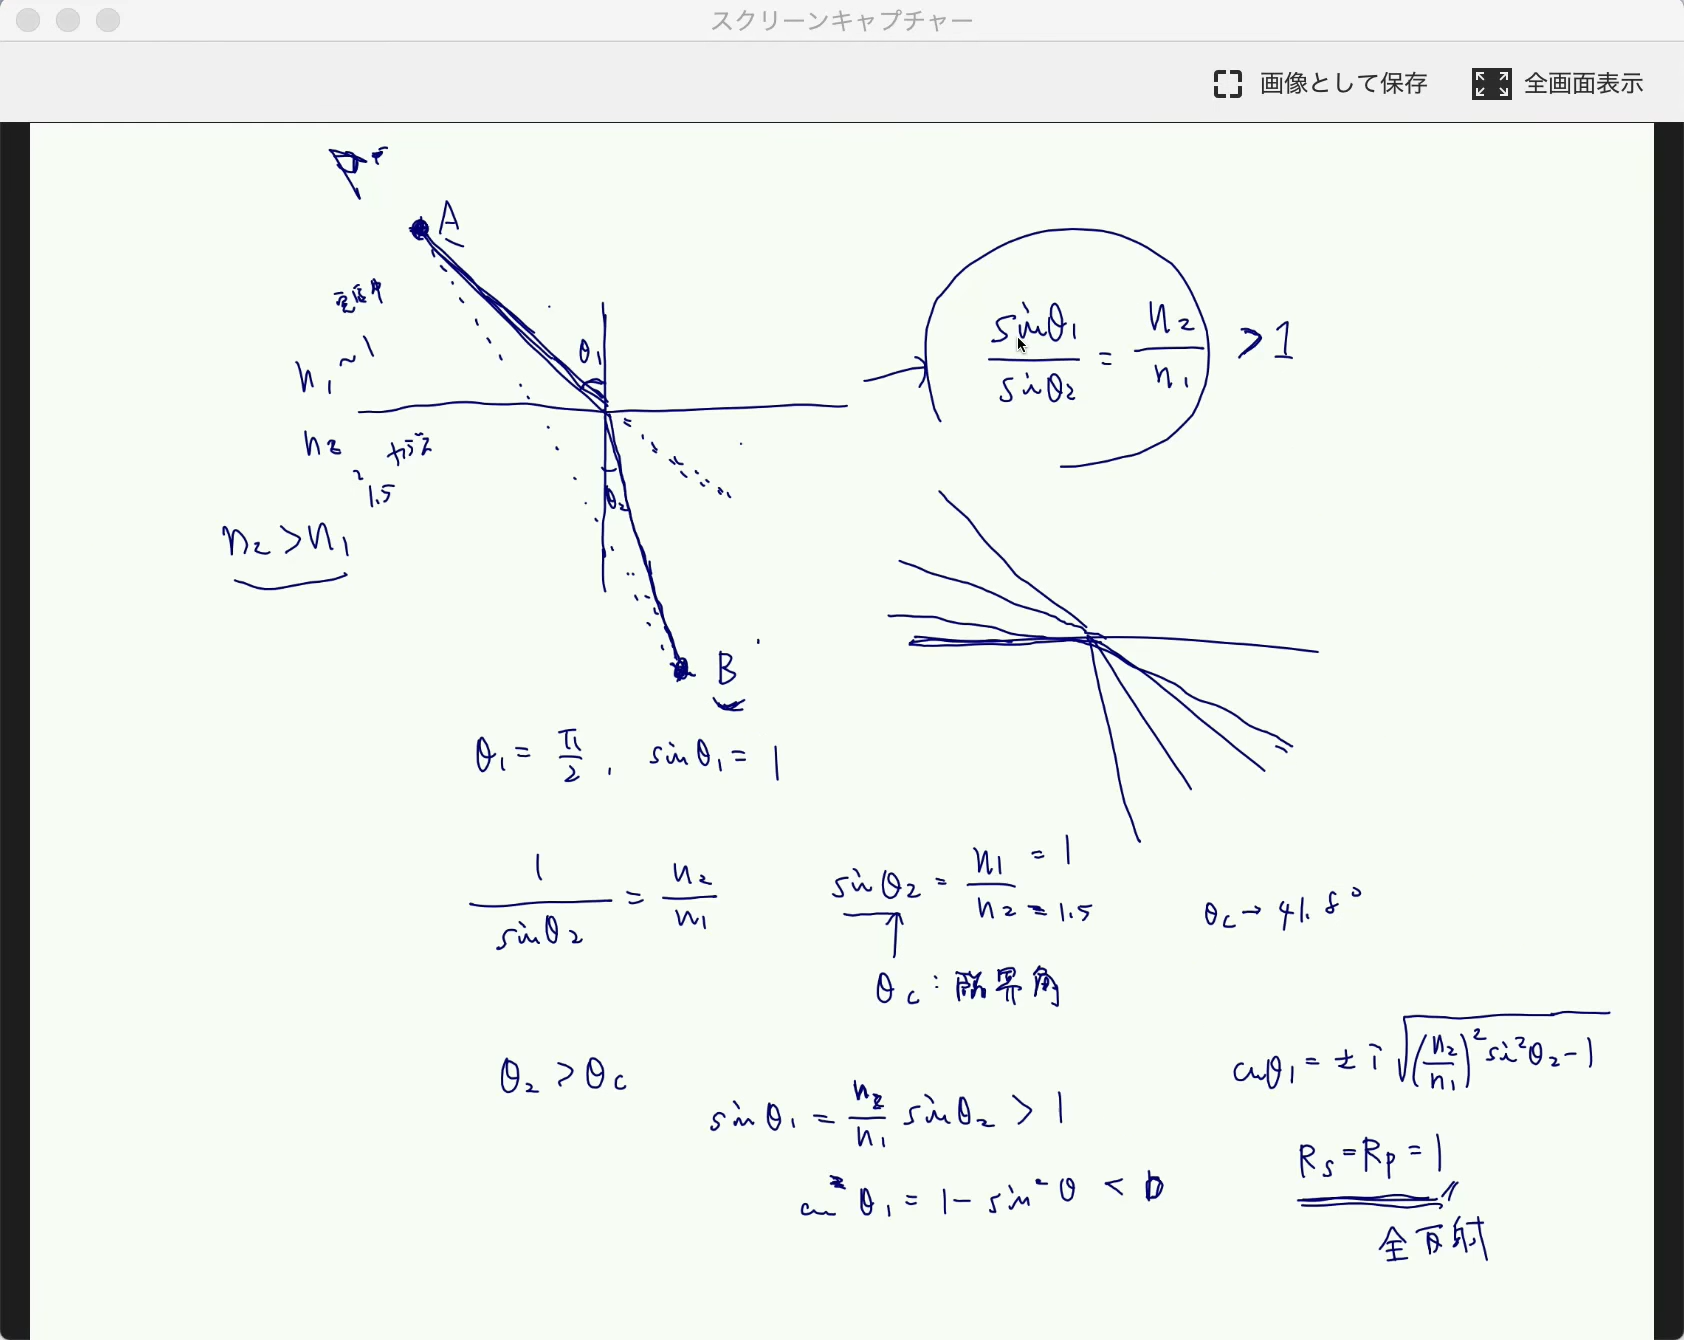 スクリーンキャプチャー
画像として保存 全画面表示
A
θ₁
n₁ ~ 1
n₂ ガラス
1.5
θ₂
n₂ > n₁
B
sinθ₁/sinθ₂ = n₂/n₁ > 1
θ₁ = π/2, sinθ₁ = 1
1/sinθ₂ = n₂/n₁
sinθ₂ = n₁/n₂ = 1 = 1.5
θc → 41.8°
θc : 臨界角
θ₂ > θc
sinθ₁ = n₂/n₁ sinθ₂ > 1
cos²θ₁ = 1 - sin²θ < 0
cosθ₁ = ± i √((n₂/n₁)² sin²θ₂ - 1)
Rs = Rp = 1
全反射